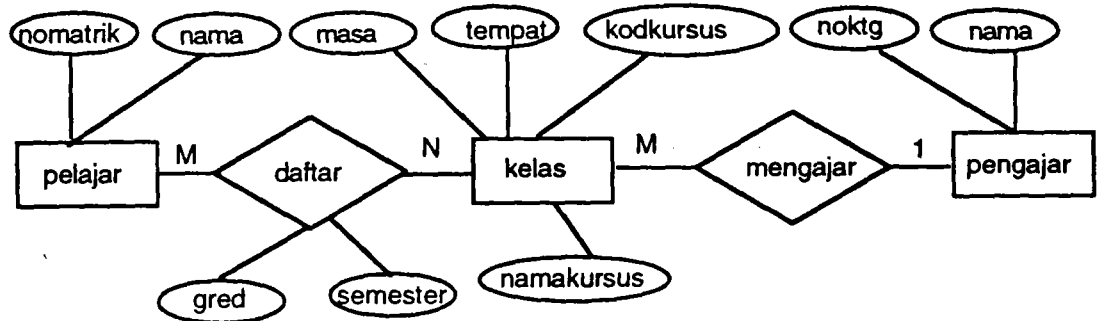 nomatrik
nama
masa
tempat
kodkursus
noktg
nama
pelajar
M
daftar
N
kelas
M
mengajar
1
pengajar
gred
semester
namakursus